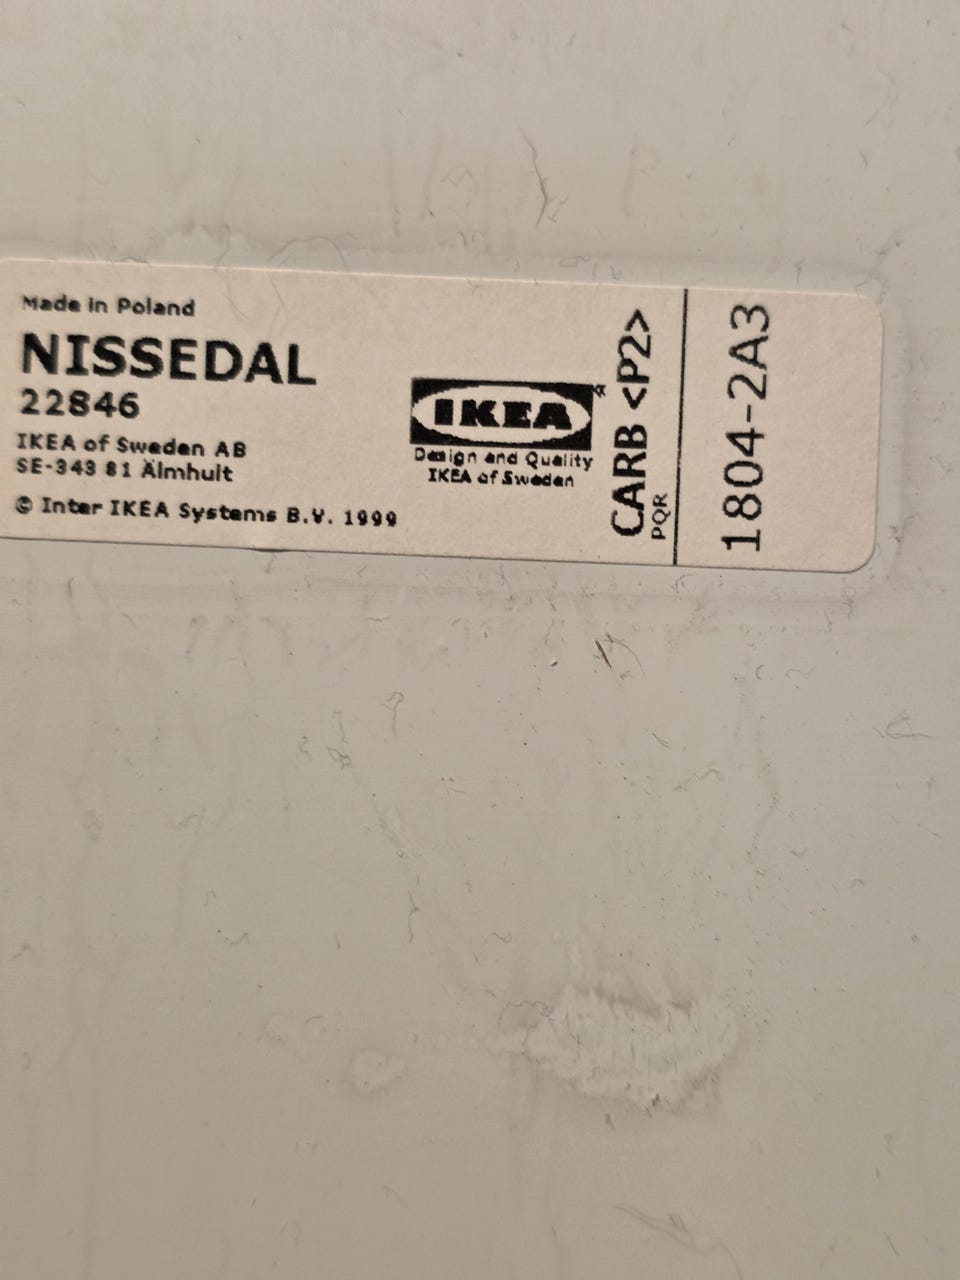 Made in Poland
NISSEDAL
22846
IKEA of Sweden AB
SE-343 81 Älmhult
© Inter IKEA Systems B.V. 1999
IKEA®
Design and Quality
IKEA of Sweden
CARB <P2>
PQR
1804-2A3